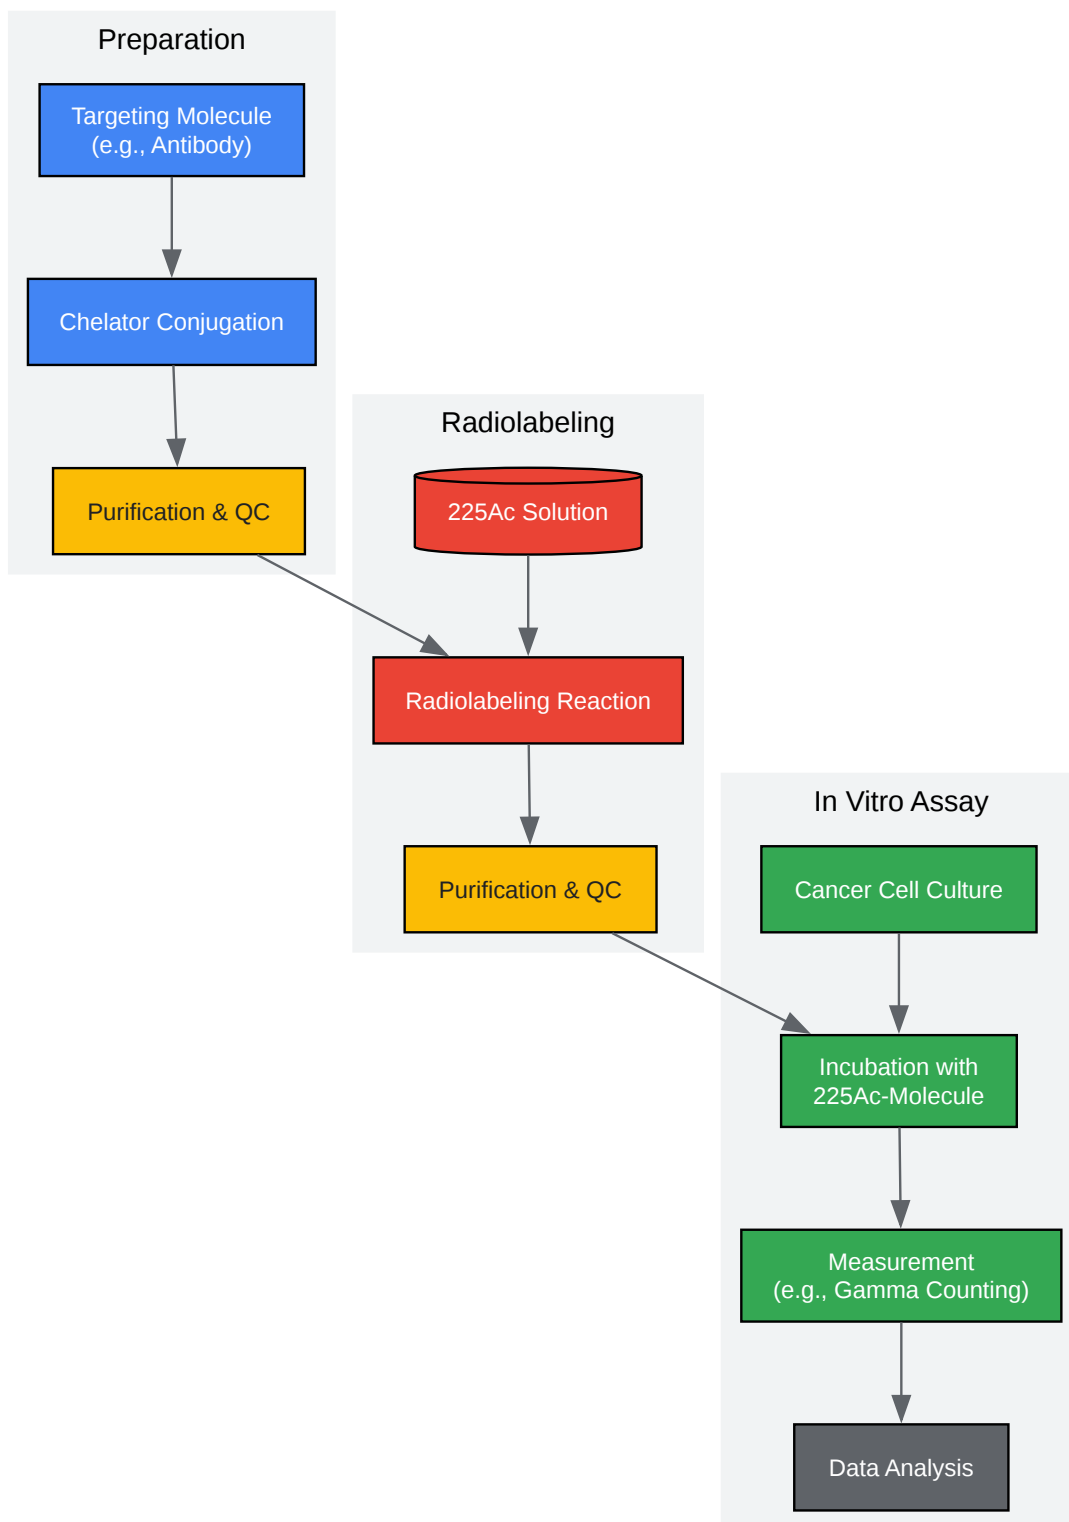 Preparation
Targeting Molecule
(e.g., Antibody)
Chelator Conjugation
Purification & QC
Radiolabeling
225Ac Solution
Radiolabeling Reaction
Purification & QC
In Vitro Assay
Cancer Cell Culture
Incubation with
225Ac-Molecule
Measurement
(e.g., Gamma Counting)
Data Analysis